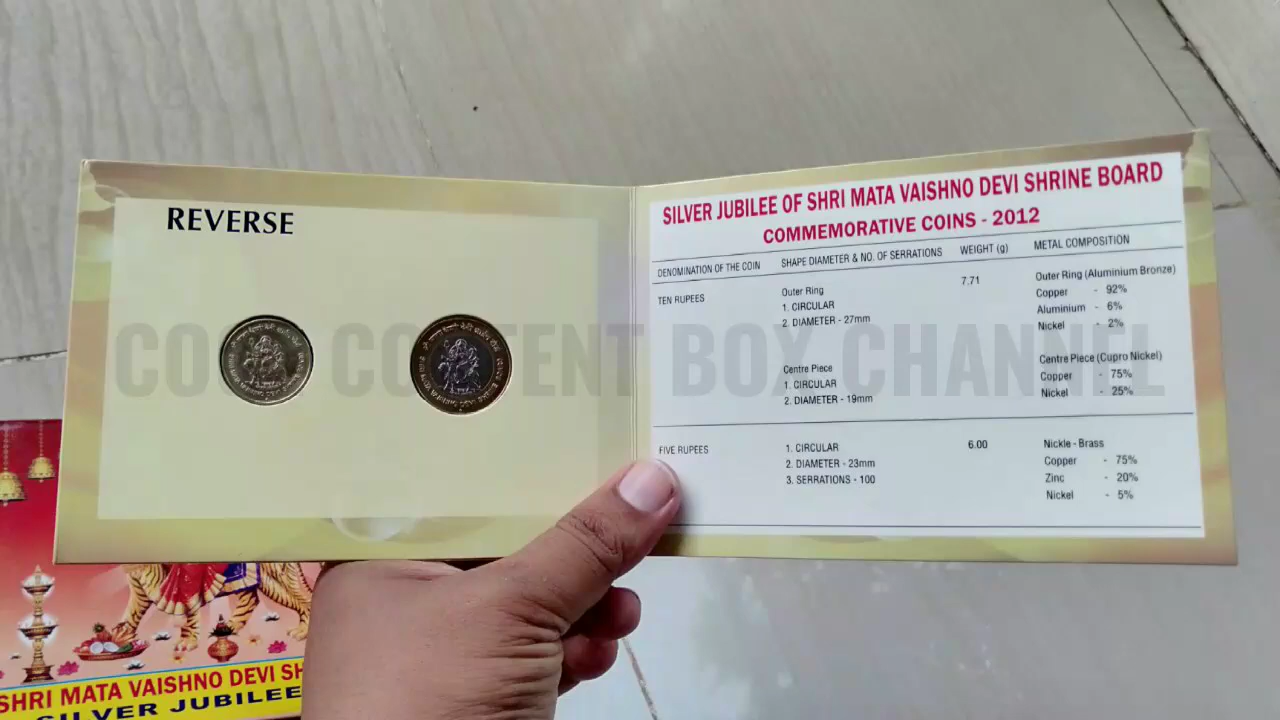 REVERSE
SILVER JUBILEE OF SHRI MATA VAISHNO DEVI SHRINE BOARD
COMMEMORATIVE COINS - 2012
DENOMINATION OF THE COIN SHAPE DIAMETER & NO. OF SERRATIONS WEIGHT (g) METAL COMPOSITION
TEN RUPEES Outer Ring 7.71 Outer Ring (Aluminium Bronze)
1. CIRCULAR Copper - 92%
2. DIAMETER - 27mm Aluminium - 6%
Nickel - 2%
Centre Piece Centre Piece (Cupro Nickel)
1. CIRCULAR Copper - 75%
2. DIAMETER - 19mm Nickel - 25%
FIVE RUPEES 1. CIRCULAR 6.00 Nickle - Brass
2. DIAMETER - 23mm Copper - 75%
3. SERRATIONS - 100 Zinc - 20%
Nickel - 5%
CONTENT BOX CHANNEL
SHRI MATA VAISHNO DEVI SH
SILVER JUBILEE